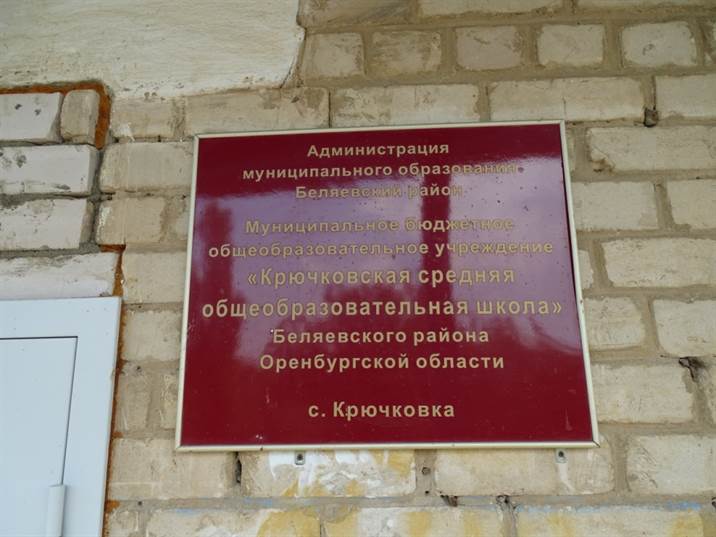 Администрация
муниципального образования
Беляевский район
Муниципальное бюджетное
общеобразовательное учреждение
«Крючковская средняя
общеобразовательная школа»
Беляевского района
Оренбургской области
с. Крючковка